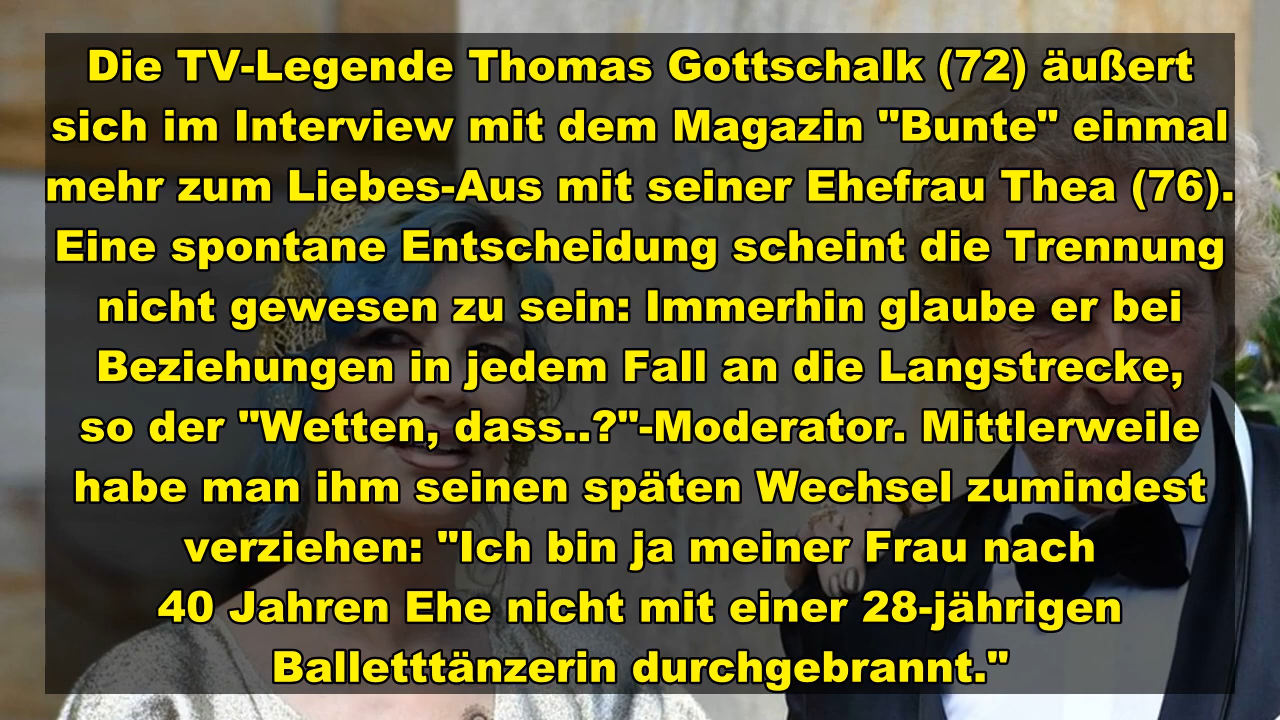 Die TV-Legende Thomas Gottschalk (72) äußert
sich im Interview mit dem Magazin "Bunte" einmal
mehr zum Liebes-Aus mit seiner Ehefrau Thea (76).
Eine spontane Entscheidung scheint die Trennung
nicht gewesen zu sein: Immerhin glaube er bei
Beziehungen in jedem Fall an die Langstrecke,
so der "Wetten, dass..?"-Moderator. Mittlerweile
habe man ihm seinen späten Wechsel zumindest
verziehen: "Ich bin ja meiner Frau nach
40 Jahren Ehe nicht mit einer 28-jährigen
Balletttänzerin durchgebrannt."